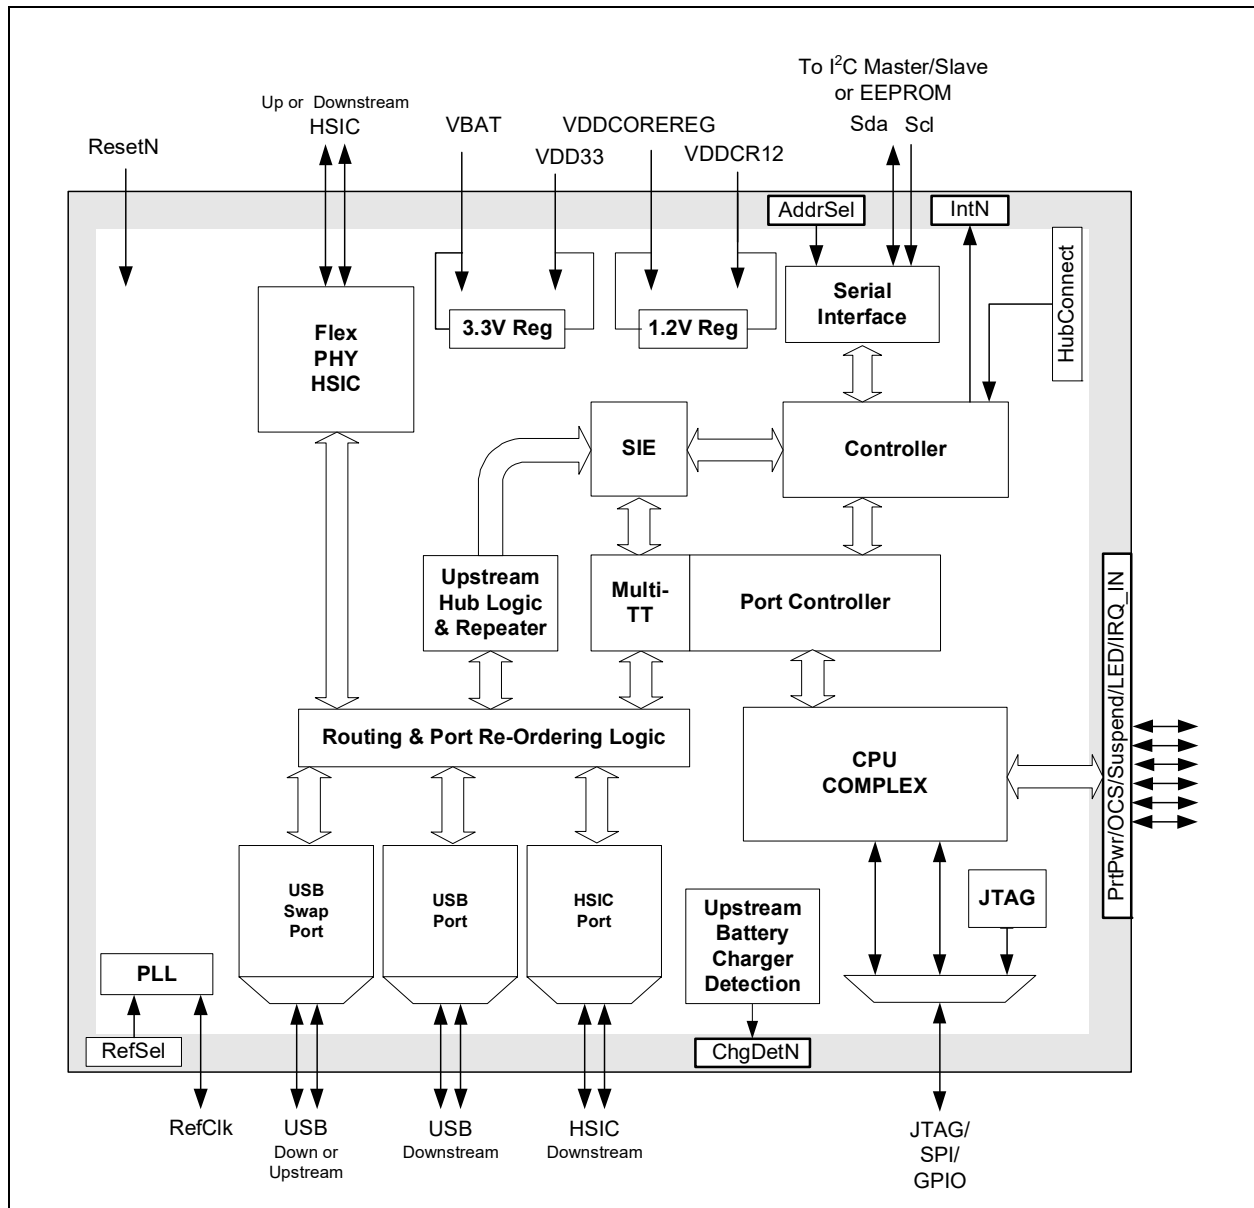 To I²C Master/Slave
or EEPROM
Up or Downstream
HSIC
VBAT
VDDCOREREG
Sda
Scl
ResetN
VDD33
VDDCR12
AddrSel
IntN
HubConnect
Flex
PHY
HSIC
3.3V Reg
1.2V Reg
Serial
Interface
SIE
Controller
Upstream
Hub Logic
& Repeater
Multi-
TT
Port Controller
PrtPwr/OCS/Suspend/LED/IRQ_IN
Routing & Port Re-Ordering Logic
CPU
COMPLEX
USB
Swap
Port
USB
Port
HSIC
Port
Upstream
Battery
Charger
Detection
JTAG
PLL
RefSel
ChgDetN
RefClk
USB
Down or
Upstream
USB
Downstream
HSIC
Downstream
JTAG/
SPI/
GPIO